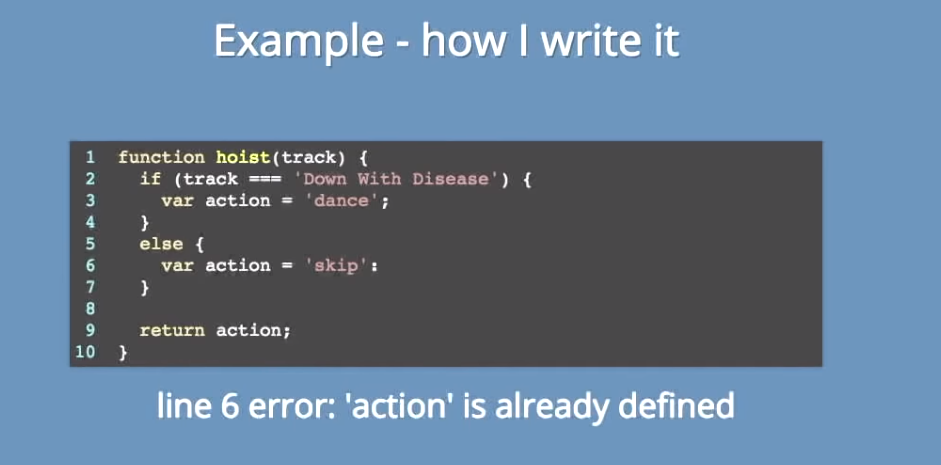 Example - how I write it
1 function hoist(track) {
2 if (track === 'Down With Disease') {
3 var action = 'dance';
4 }
5 else {
6 var action = 'skip':
7 }
8
9 return action;
10 }
line 6 error: 'action' is already defined